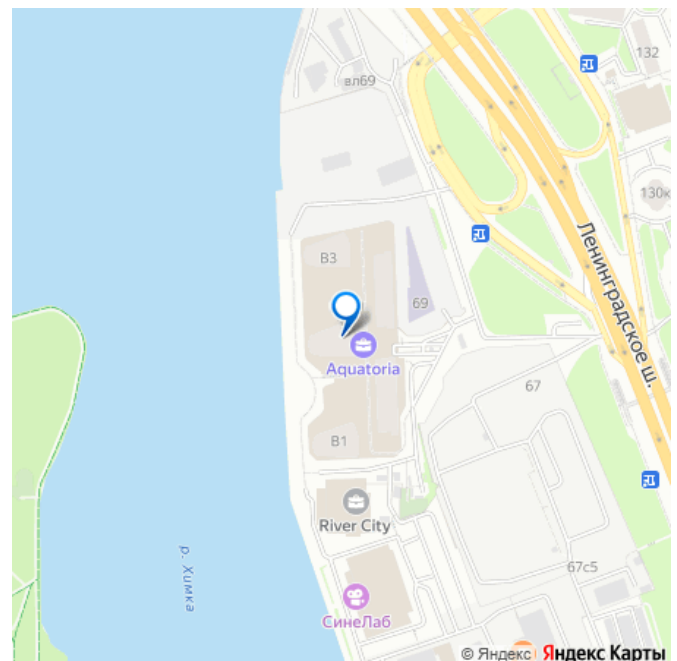 132
вл69
130к
Ленинградское ш.
В3
69
Aquatoria
67
В1
River City
р. Химка
67с5
СинеЛаб
© Яндекс Яндекс Карты